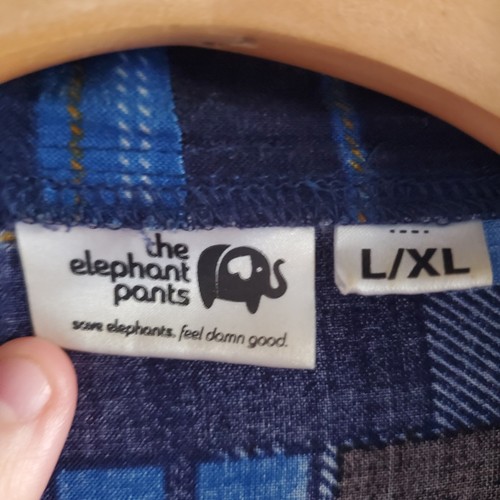 the
elephant
pants
save elephants. feel damn good.
L/XL